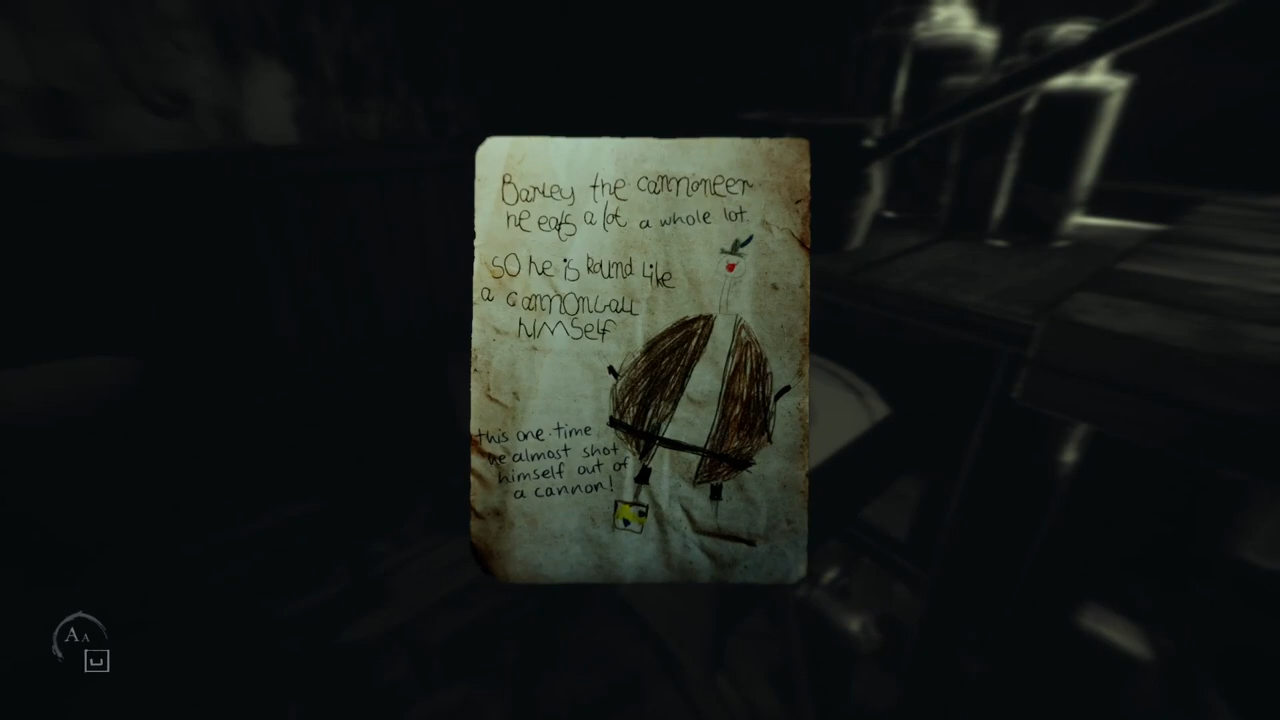 Barley the cannoneer
he eats a lot a whole lot.
so he is Round Like
a cannonball
himself
this one time
he almost shot
himself out of
a cannon!
A A